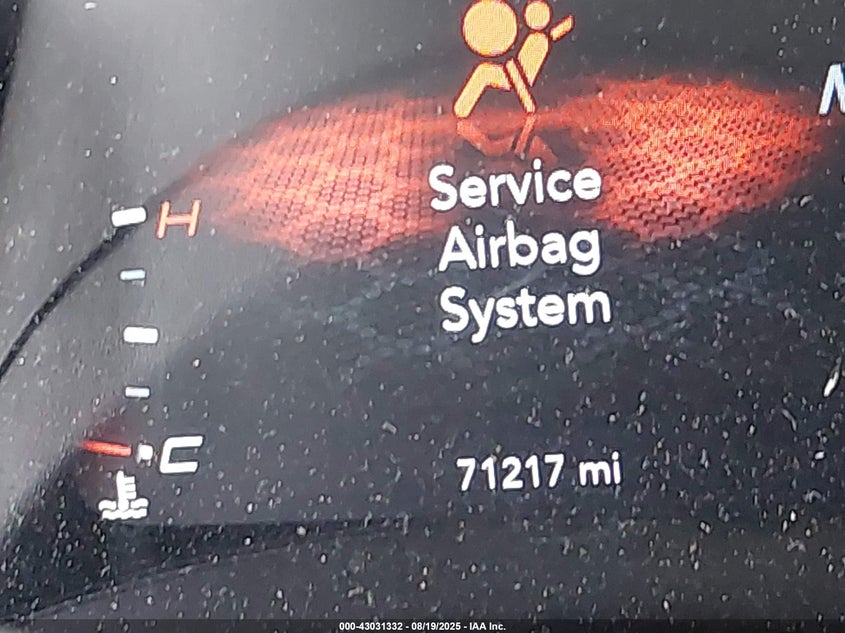 H
Service
Airbag
System
C
71217 mi
000-43031332 - 08/19/2025 - IAA Inc.